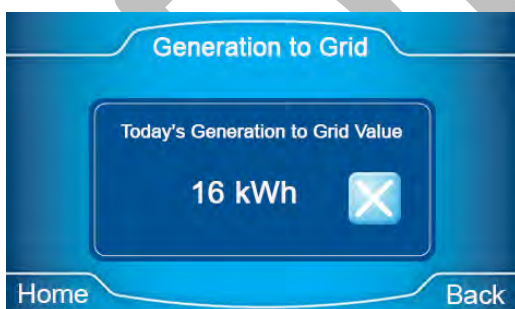 Generation to Grid
Today's Generation to Grid Value
16 kWh
Home
Back